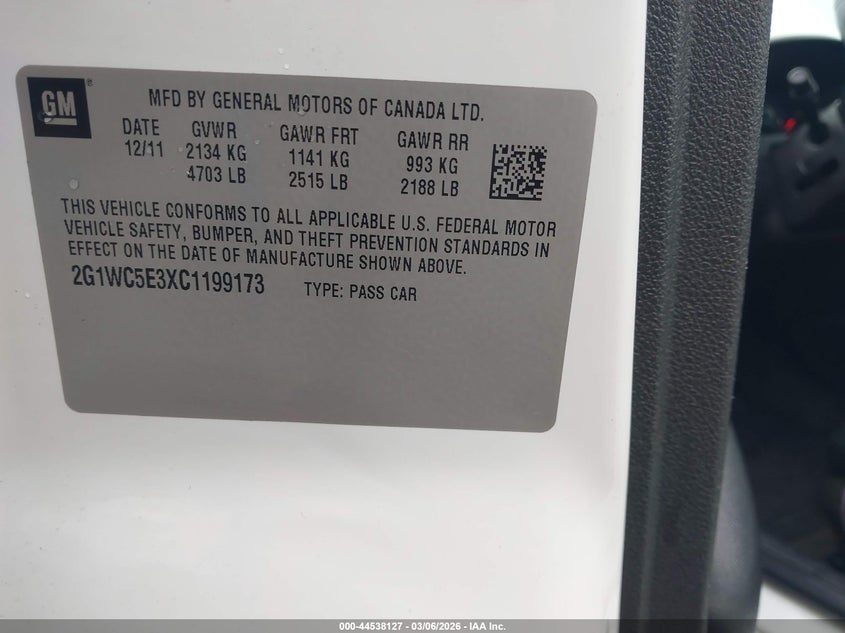 GM ®
MFD BY GENERAL MOTORS OF CANADA LTD.
DATE GVWR GAWR FRT GAWR RR
12/11 2134 KG 1141 KG 993 KG
4703 LB 2515 LB 2188 LB
THIS VEHICLE CONFORMS TO ALL APPLICABLE U.S. FEDERAL MOTOR
VEHICLE SAFETY, BUMPER, AND THEFT PREVENTION STANDARDS IN
EFFECT ON THE DATE OF MANUFACTURE SHOWN ABOVE.
2G1WC5E3XC1199173 TYPE: PASS CAR
000-44538127 - 03/06/2026 - IAA Inc.